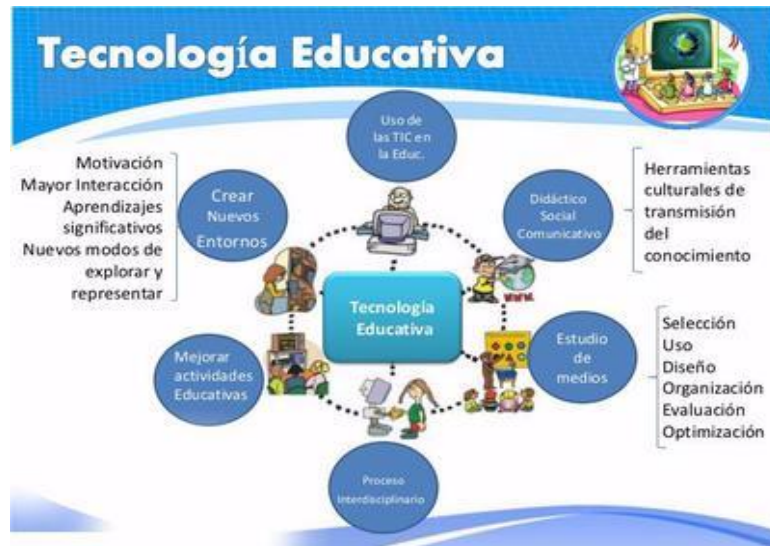 Tecnología Educativa
Uso de
las TIC en
la Educ.
Motivación
Mayor Interacción
Aprendizajes
significativos
Nuevos modos de
explorar y
representar
Crear
Nuevos
Entornos
Didáctico
Social
Comunicativo
Herramientas
culturales de
transmisión
del
conocimiento
WWW
Tecnología
Educativa
Mejorar
actividades
Educativas
Estudio
de
medios
Selección
Uso
Diseño
Organización
Evaluación
Optimización
Proceso
Interdisciplinario